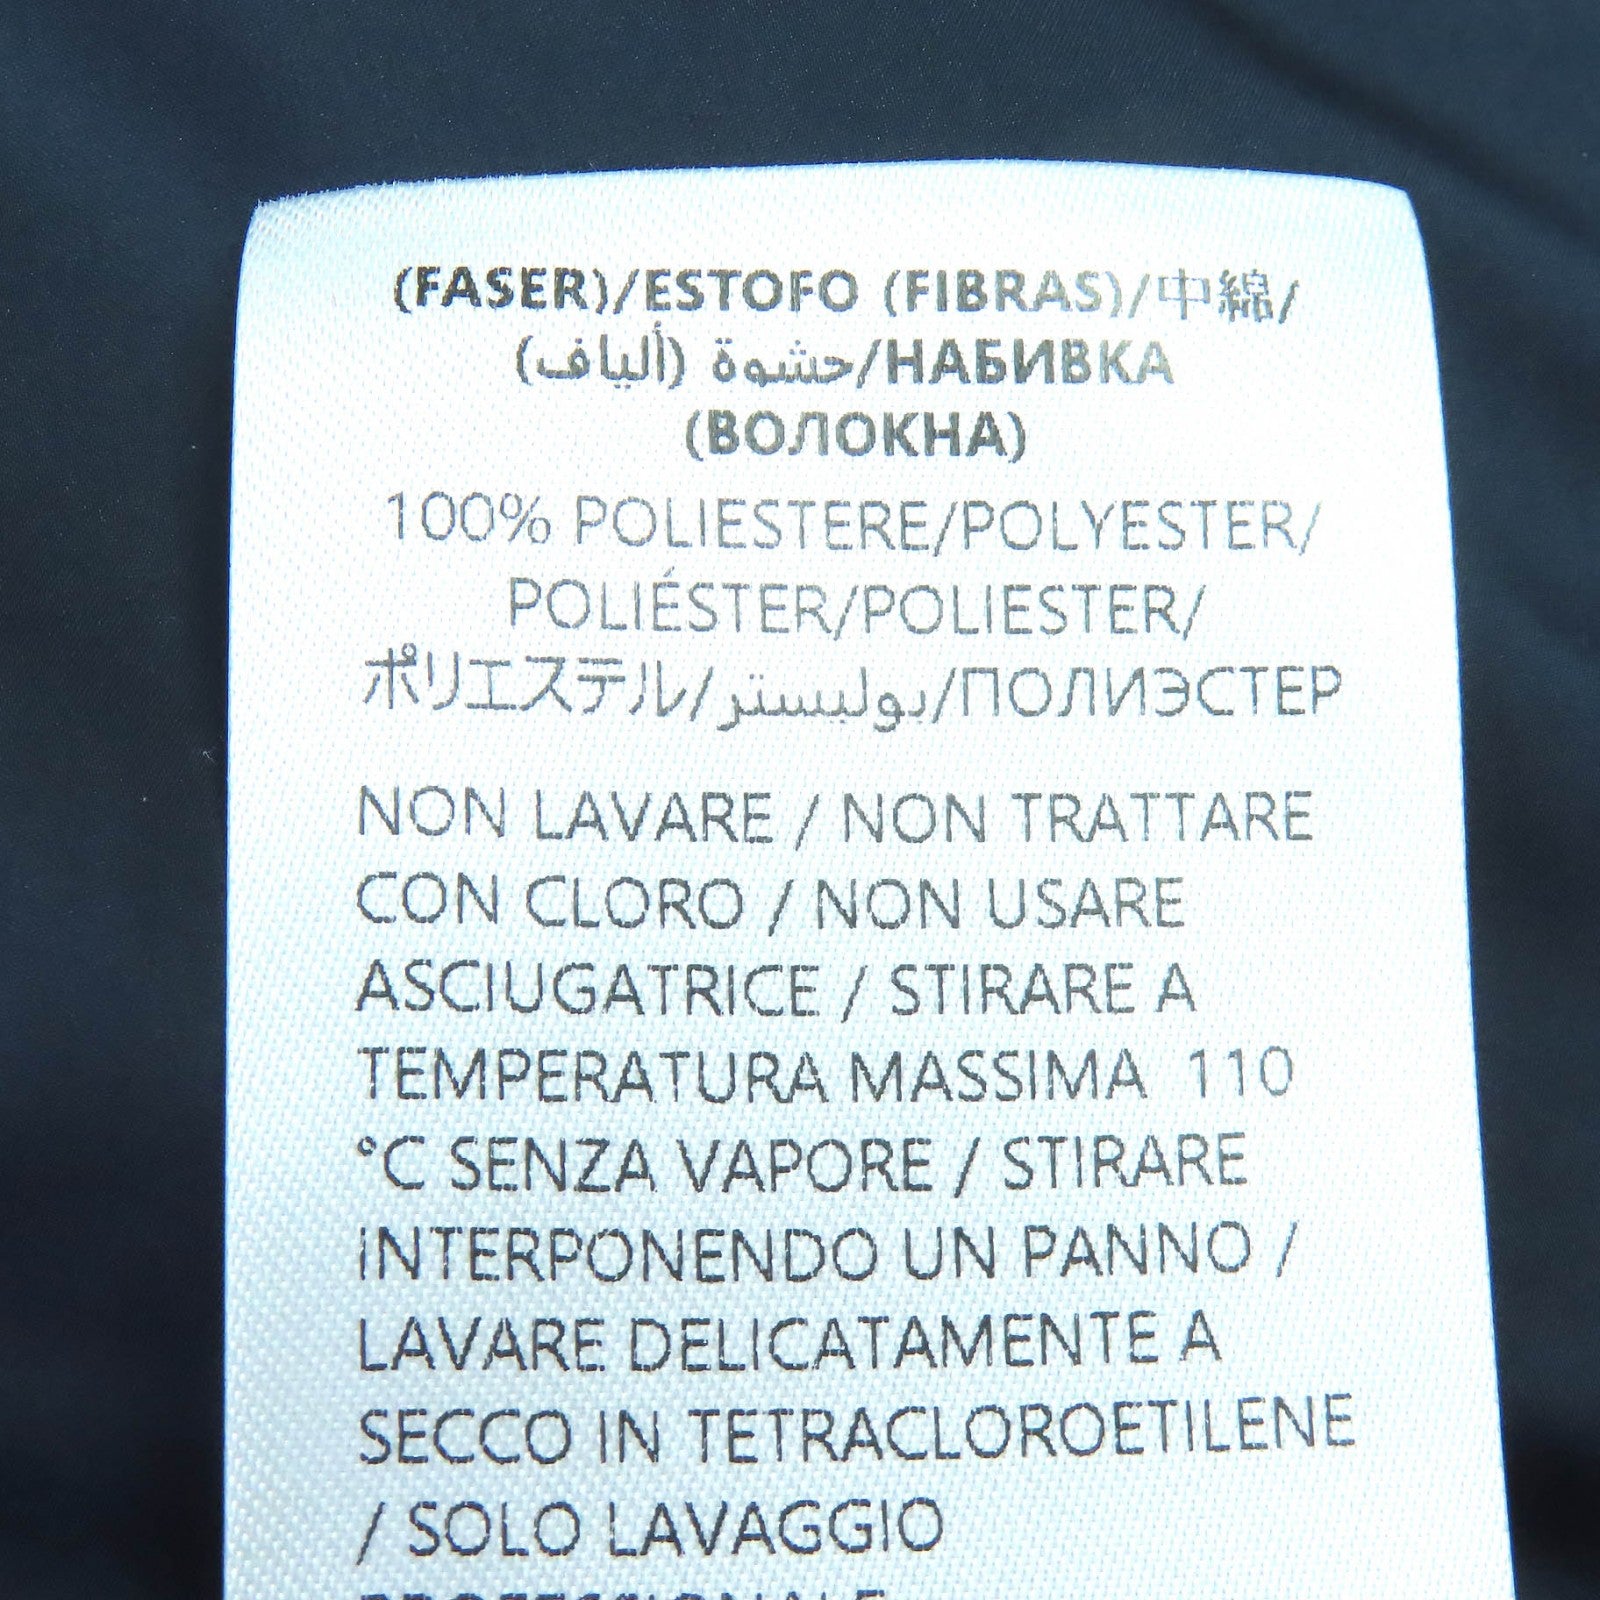 (FASER)/ESTOFO (FIBRAS)/中綿/
حشوة (ألياف)/НАБИВКА
(ВОЛОКНА)
100% POLIESTERE/POLYESTER/
POLIÉSTER/POLIESTER/
ポリエステル/بوليستر/ПОЛИЭСТЕР
NON LAVARE / NON TRATTARE
CON CLORO / NON USARE
ASCIUGATRICE / STIRARE A
TEMPERATURA MASSIMA 110
°C SENZA VAPORE / STIRARE
iNTERPONENDO UN PANNO /
LAVARE DELICATAMENTE A
SECCO IN TETRACLOROETILENE
/ SOLO LAVAGGIO
PROFESSIONALE